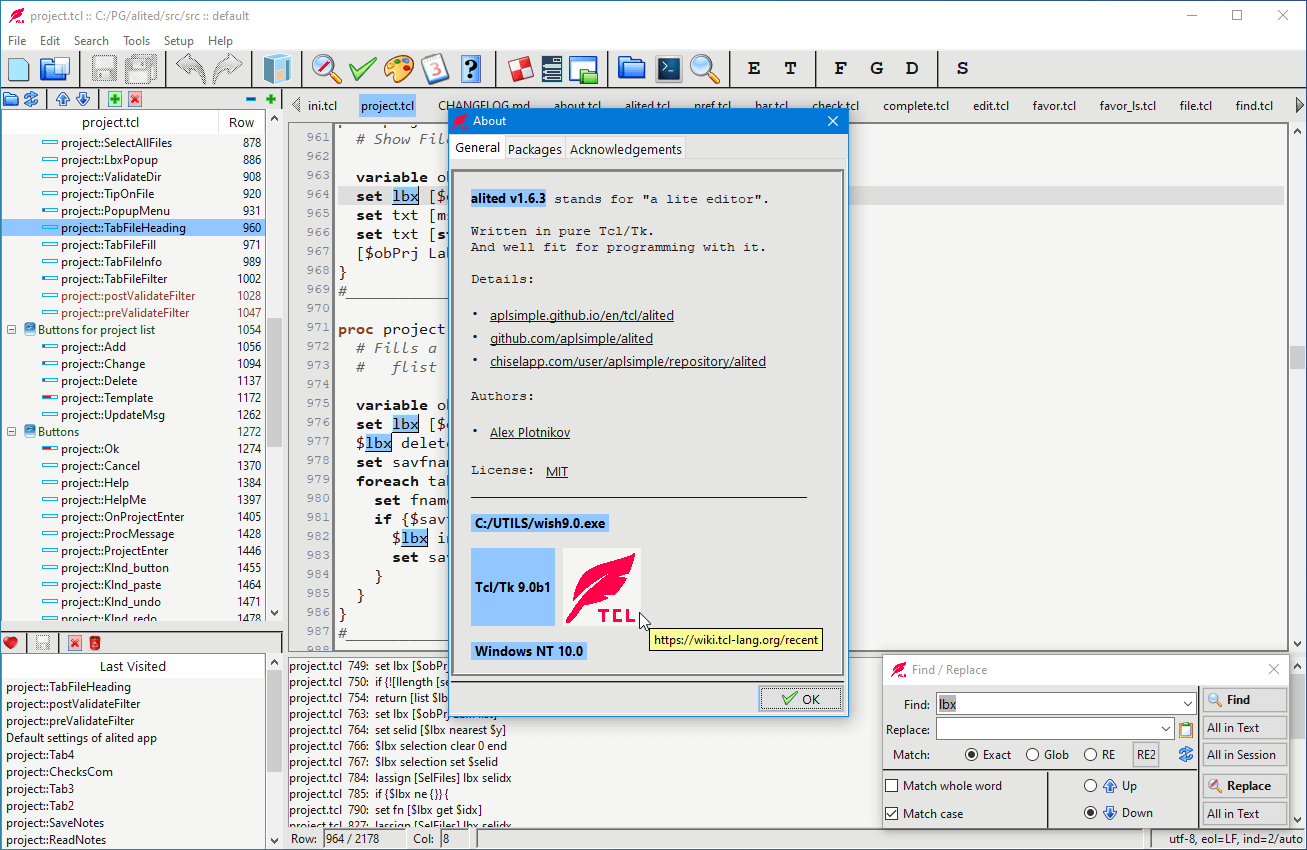 project.tcl :: C:/PG/alited/src/src :: default
File Edit Search Tools Setup Help
3 ? E T F G D S
ini.tcl project.tcl CHANGELOG.md about.tcl alited.tcl pref.tcl bar.tcl check.tcl complete.tcl edit.tcl favor.tcl favor_ls.tcl file.tcl find.tcl
project.tcl Row
project::SelectAllFiles 878
project::LbxPopup 886
project::ValidateDir 908
project::TipOnFile 920
project::PopupMenu 931
project::TabFileHeading 960
project::TabFileFill 971
project::TabFileInfo 989
project::TabFileFilter 1002
project::postValidateFilter 1028
project::preValidateFilter 1047
Buttons for project list 1054
project::Add 1056
project::Change 1094
project::Delete 1137
project::Template 1172
project::UpdateMsg 1262
Buttons 1272
project::Ok 1274
project::Cancel 1370
project::Help 1384
project::HelpMe 1397
project::OnProjectEnter 1405
project::ProcMessage 1428
project::ProjectEnter 1446
project::KInd_button 1455
project::KInd_paste 1464
project::KInd_undo 1471
project::KInd_redo 1478
Last Visited
project::TabFileHeading
project::postValidateFilter
project::preValidateFilter
Default settings of alited app
project::Tab4
project::ChecksCom
project::Tab3
project::Tab2
project::SaveNotes
project::ReadNotes
961 # Show Fil
962
963 variable o
964 set lbx [$
965 set txt [m
966 set txt [s
967 [$obPrj La
968 }
969 #____________
970
971 proc project
972 # Fills a
973 # flist
974
975 variable o
976 set lbx [$
977 $lbx delet
978 set savfna
979 foreach ta
980 set fnam
981 if {$sav
982 $lbx i
983 set sa
984 }
985 }
986 }
987 #____________
988
About
General Packages Acknowledgements
alited v1.6.3 stands for "a lite editor".
Written in pure Tcl/Tk.
And well fit for programming with it.
Details:
• aplsimple.github.io/en/tcl/alited
• github.com/aplsimple/alited
• chiselapp.com/user/aplsimple/repository/alited
Authors:
• Alex Plotnikov
License: MIT
C:/UTILS/wish9.0.exe
Tcl/Tk 9.0b1 TCL
https://wiki.tcl-lang.org/recent
Windows NT 10.0
OK
project.tcl 749: set lbx [$obPrj
project.tcl 750: if {![llength [se
project.tcl 754: return [list $lb
project.tcl 763: set lbx [$obPrj
project.tcl 764: set selid [$lbx nearest $y]
project.tcl 766: $lbx selection clear 0 end
project.tcl 767: $lbx selection set $selid
project.tcl 784: lassign [SelFiles] lbx selidx
project.tcl 785: if {$lbx ne {}} {
project.tcl 790: set fn [$lbx get $idx]
project.tcl 827: lassign [SelFiles] lbx selidx
Find / Replace
Find: lbx Find
Replace: All in Text
Match: Exact Glob RE RE2 All in Session
Match whole word Up Replace
Match case Down All in Text
Row: 964 / 2178 Col: 8 utf-8, eol=LF, ind=2/auto